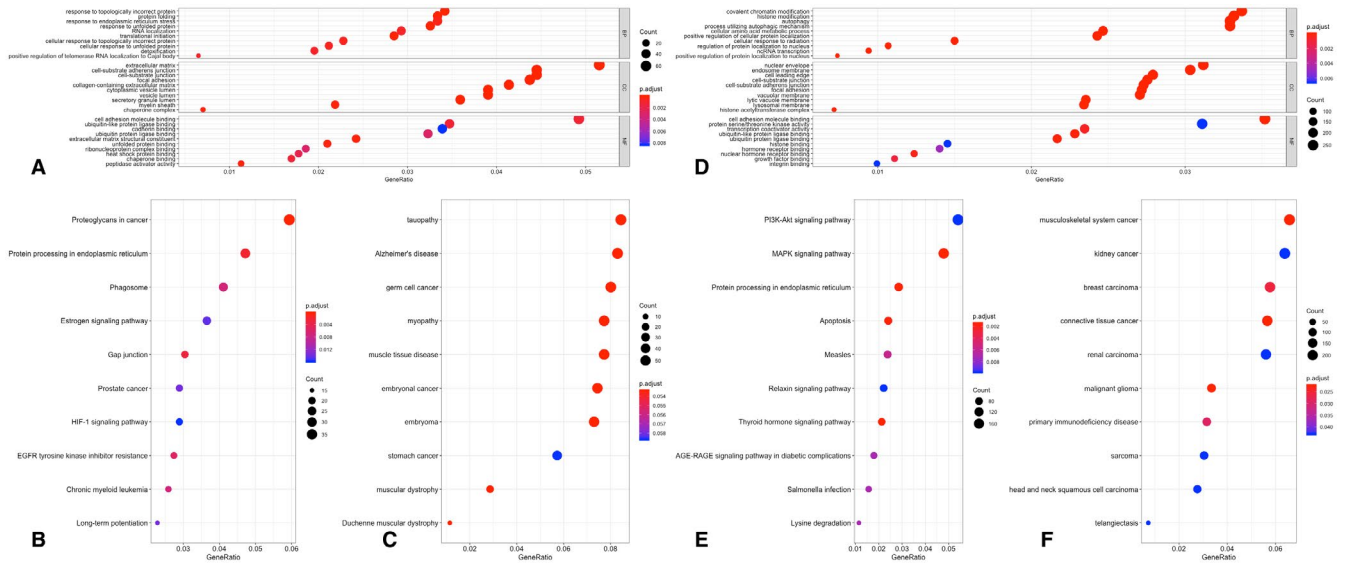 response to topologically incorrect protein
protein folding
response to endoplasmic reticulum stress
response to unfolded protein
RNA localization
translational initiation
cellular response to topologically incorrect protein
cellular response to unfolded protein
detoxification
positive regulation of telomerase RNA localization to Cajal body
BP
extracellular matrix
cell-substrate adherens junction
cell-substrate junction
focal adhesion
collagen-containing extracellular matrix
cytoplasmic vesicle lumen
vesicle lumen
secretory granule lumen
myelin sheath
chaperone complex
CC
cell adhesion molecule binding
ubiquitin-like protein ligase binding
cadherin binding
ubiquitin protein ligase binding
extracellular matrix structural constituent
unfolded protein binding
ribonucleoprotein complex binding
heat shock protein binding
chaperone binding
peptidase activator activity
MF
0.01 0.02 0.03 0.04 0.05
GeneRatio
Count
20
40
60
p.adjust
0.002
0.004
0.006
0.008
A
covalent chromatin modification
histone modification
autophagy
process utilizing autophagic mechanism
cellular amino acid metabolic process
positive regulation of cellular protein localization
cellular response to radiation
regulation of protein localization to nucleus
ncRNA transcription
positive regulation of protein localization to nucleus
BP
nuclear envelope
endosome membrane
cell leading edge
cell-substrate junction
cell-substrate adherens junction
focal adhesion
vacuolar membrane
lytic vacuole membrane
lysosomal membrane
histone acetyltransferase complex
CC
cell adhesion molecule binding
protein serine/threonine kinase activity
transcription coactivator activity
ubiquitin-like protein ligase binding
ubiquitin protein ligase binding
histone binding
hormone receptor binding
nuclear hormone receptor binding
growth factor binding
integrin binding
MF
0.01 0.02 0.03
GeneRatio
p.adjust
0.002
0.004
0.006
Count
100
150
200
250
D
Proteoglycans in cancer
Protein processing in endoplasmic reticulum
Phagosome
Estrogen signaling pathway
Gap junction
Prostate cancer
HIF-1 signaling pathway
EGFR tyrosine kinase inhibitor resistance
Chronic myeloid leukemia
Long-term potentiation
0.03 0.04 0.05 0.06
GeneRatio
p.adjust
0.004
0.008
0.012
Count
15
20
25
30
35
B
tauopathy
Alzheimer's disease
germ cell cancer
myopathy
muscle tissue disease
embryonal cancer
embryoma
stomach cancer
muscular dystrophy
Duchenne muscular dystrophy
0.02 0.04 0.06 0.08
GeneRatio
Count
10
20
30
40
50
p.adjust
0.054
0.055
0.056
0.057
0.058
C
PI3K-Akt signaling pathway
MAPK signaling pathway
Protein processing in endoplasmic reticulum
Apoptosis
Measles
Relaxin signaling pathway
Thyroid hormone signaling pathway
AGE-RAGE signaling pathway in diabetic complications
Salmonella infection
Lysine degradation
0.01 0.02 0.03 0.04 0.05
GeneRatio
p.adjust
0.002
0.004
0.006
0.008
Count
80
120
160
E
musculoskeletal system cancer
kidney cancer
breast carcinoma
connective tissue cancer
renal carcinoma
malignant glioma
primary immunodeficiency disease
sarcoma
head and neck squamous cell carcinoma
telangiectasis
0.02 0.04 0.06
GeneRatio
Count
50
100
150
200
p.adjust
0.025
0.030
0.035
0.040
F